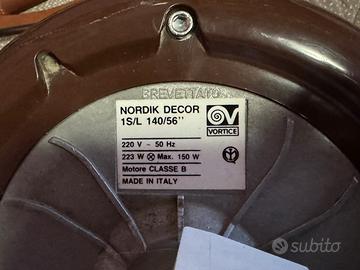 BREVETTATO
NORDIK DECOR
1S/L 140/56''
VORTICE
220 V - 50 Hz
223 W ⊗ Max. 150 W
Motore CLASSE B
MADE IN ITALY
subito